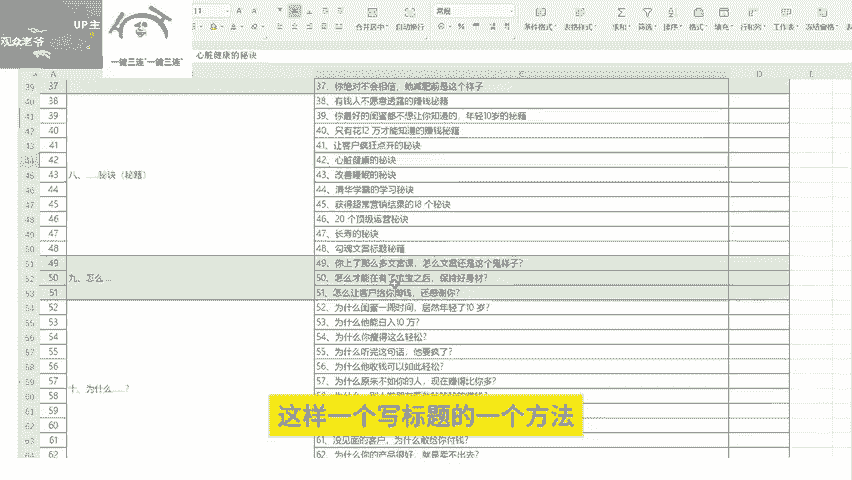 观众老爷
UP主
一键三连~一键三连~
11
常规
合并居中
自动换行
条件格式
表格样式
求和
筛选
排序
格式
填充
行和列
工作表
冻结窗格
心脏健康的秘诀
A
D
E
39 37 37、你绝对不会相信，她减肥前是这个样子
40 38 38、有钱人不愿意透露的赚钱秘籍
41 39 39、你最好的闺蜜都不想让你知道的，年轻10岁的秘籍
42 40 40、只有花12 万才能知道的赚钱秘籍
43 41 41、让客户疯狂点开的秘诀
44 42 42、心脏健康的秘诀
45 43 八、……秘诀（秘籍） 43、改善睡眠的秘诀
46 44 44、清华学霸的学习秘诀
47 45 45、获得超常营销结果的 18 个秘诀
48 46 46、20 个顶级运营秘诀
49 47 47、长寿的秘诀
50 48 48、勾魂文案标题秘籍
51 49 49、你上了那么多文案课，怎么文案还是这个鬼样子？
52 50 九、怎么… 50、怎么才能在有了宝宝之后，保持好身材？
53 51 51、怎么让客户给你掏钱，还感谢你？
54 52 52、为什么闺蜜一段时间，居然年轻了10 岁？
55 53 53、为什么他能日入10 万？
56 54 54、为什么你瘦得这么轻松？
57 55 55、为什么听完这句话，他要疯了？
58 56 56、为什么他收钱可以如此轻松？
59 57 十、为什么……？ 57、为什么原来不如你的人，现在赚得比你多？
60 58
61 59
62 60
63 61 61、没见面的客户，为什么敢给你付钱？
64 62 62、为什么你的产品很好，就是卖不出去？
这样一个写标题的一个方法